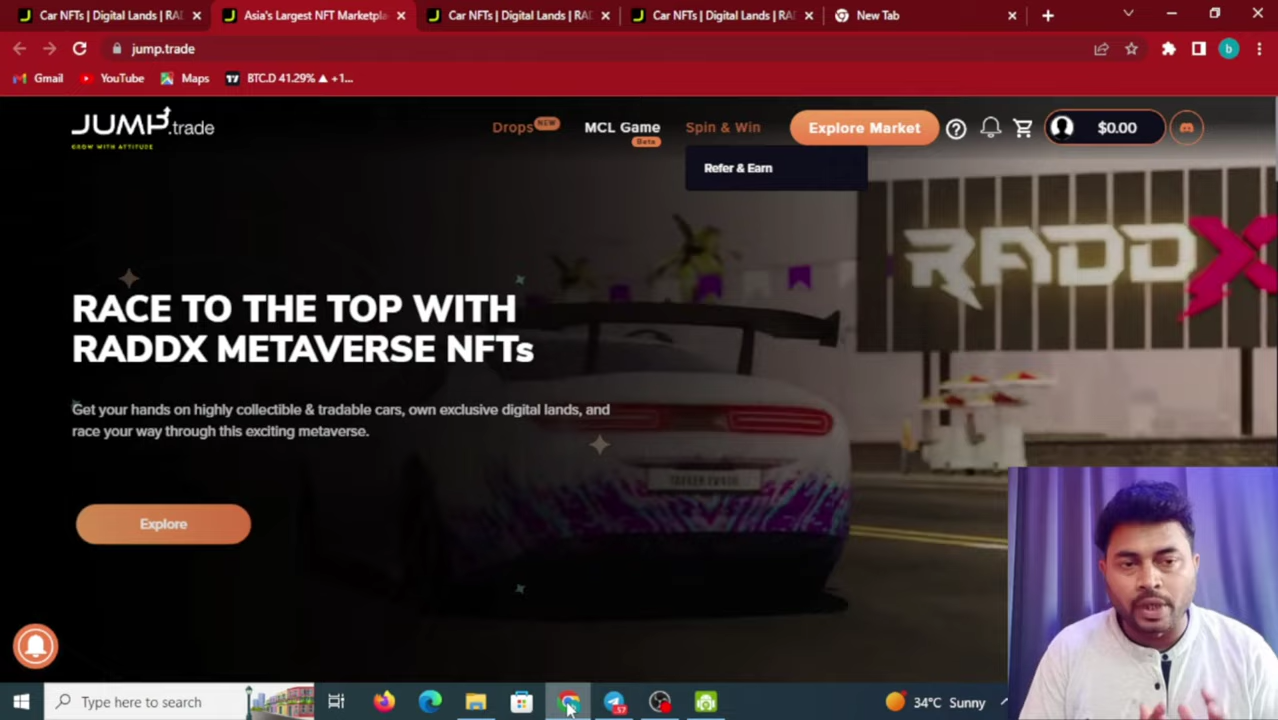 Car NFTs | Digital Lands | RAD
Asia's Largest NFT Marketpla
Car NFTs | Digital Lands | RA
Car NFTs | Digital Lands | RAD
New Tab
jump.trade
b
Gmail
YouTube
Maps
BTC.D 41.29% ▲ +1...
JUMP.trade
GROW WITH ATTITUDE
Drops NEW
MCL Game
Beta
Spin & Win
Explore Market
$0.00
Refer & Earn
RADDX
RACE TO THE TOP WITH
RADDX METAVERSE NFTs
Get your hands on highly collectible & tradable cars, own exclusive digital lands, and
race your way through this exciting metaverse.
Explore
Type here to search
34°C Sunny